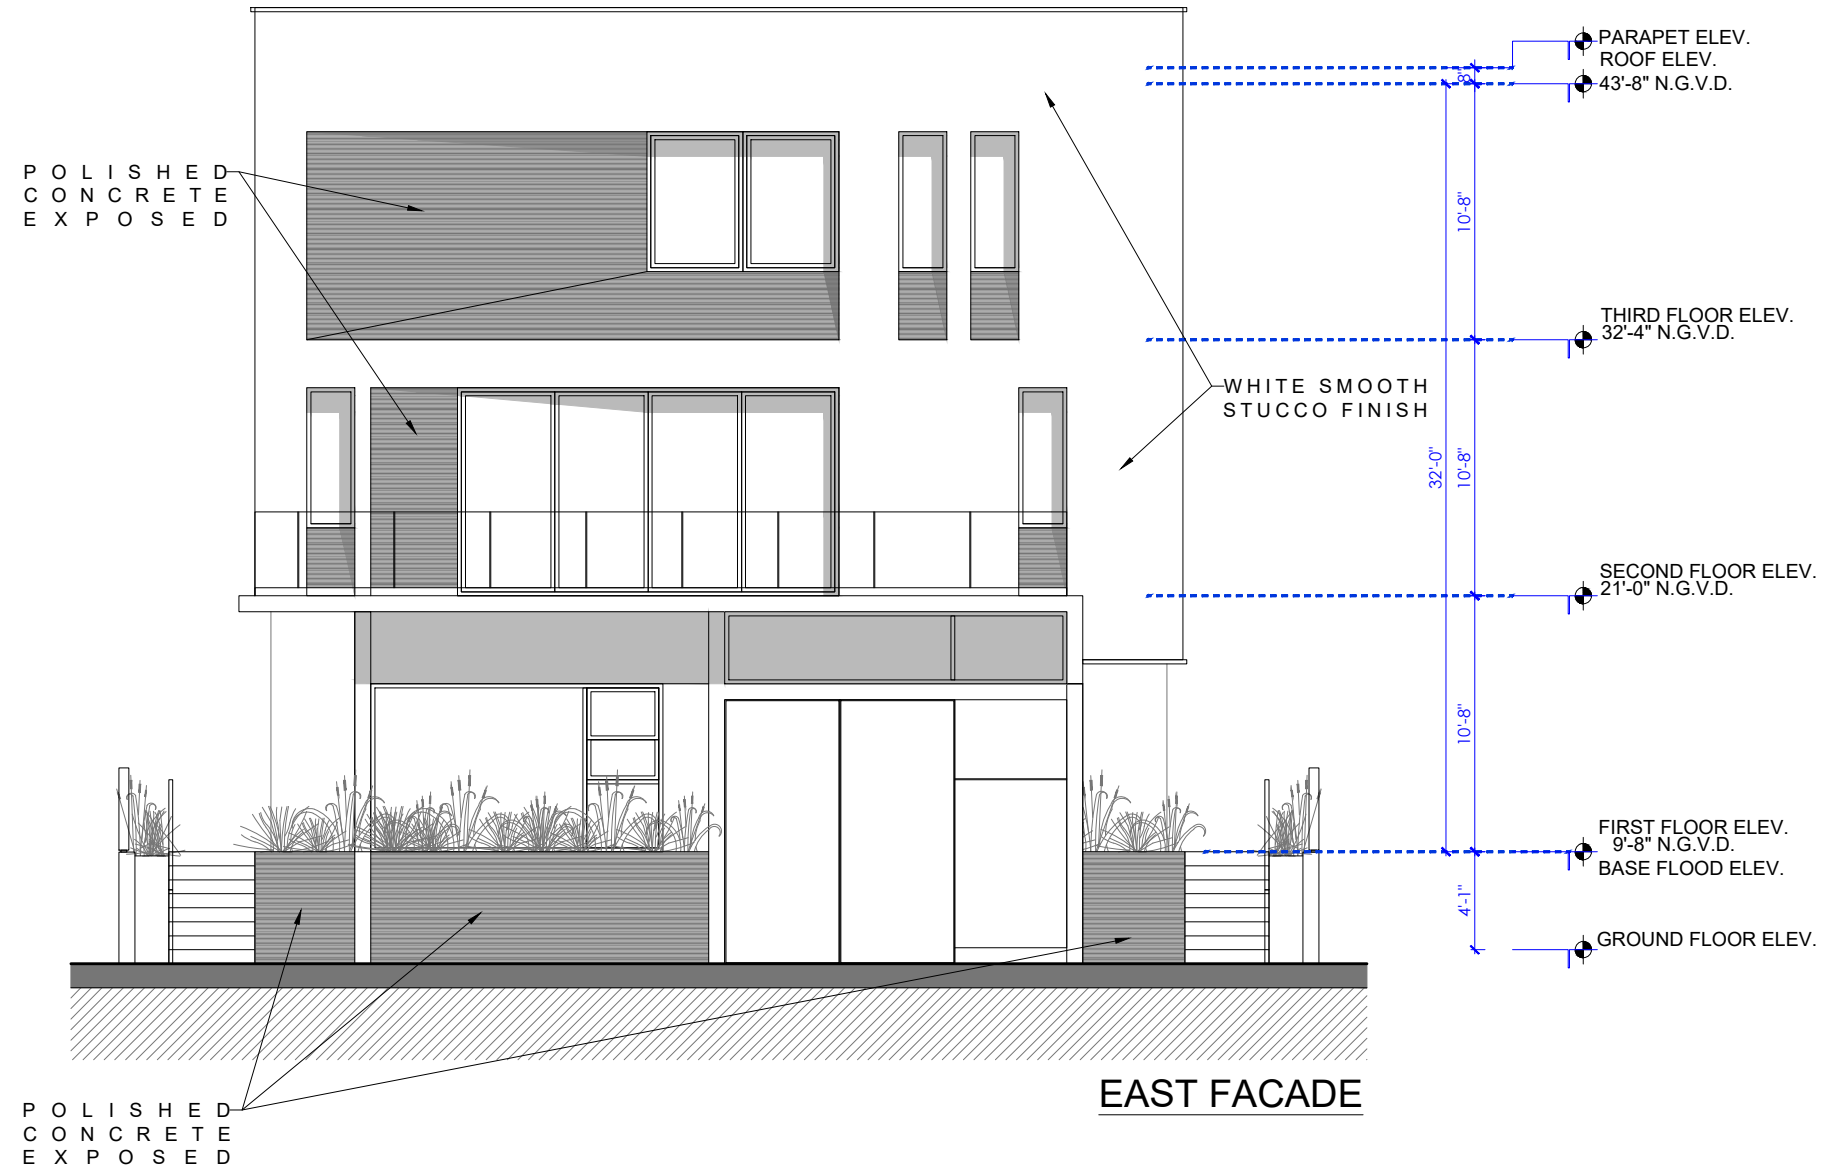 PARAPET ELEV.
ROOF ELEV.
43'-8" N.G.V.D.
8"
POLISHED
CONCRETE
EXPOSED
10'-8"
THIRD FLOOR ELEV.
32'-4" N.G.V.D.
WHITE SMOOTH
STUCCO FINISH
32'-0"
10'-8"
SECOND FLOOR ELEV.
21'-0" N.G.V.D.
10'-8"
FIRST FLOOR ELEV.
9'-8" N.G.V.D.
BASE FLOOD ELEV.
4'-1"
GROUND FLOOR ELEV.
EAST FACADE
POLISHED
CONCRETE
EXPOSED